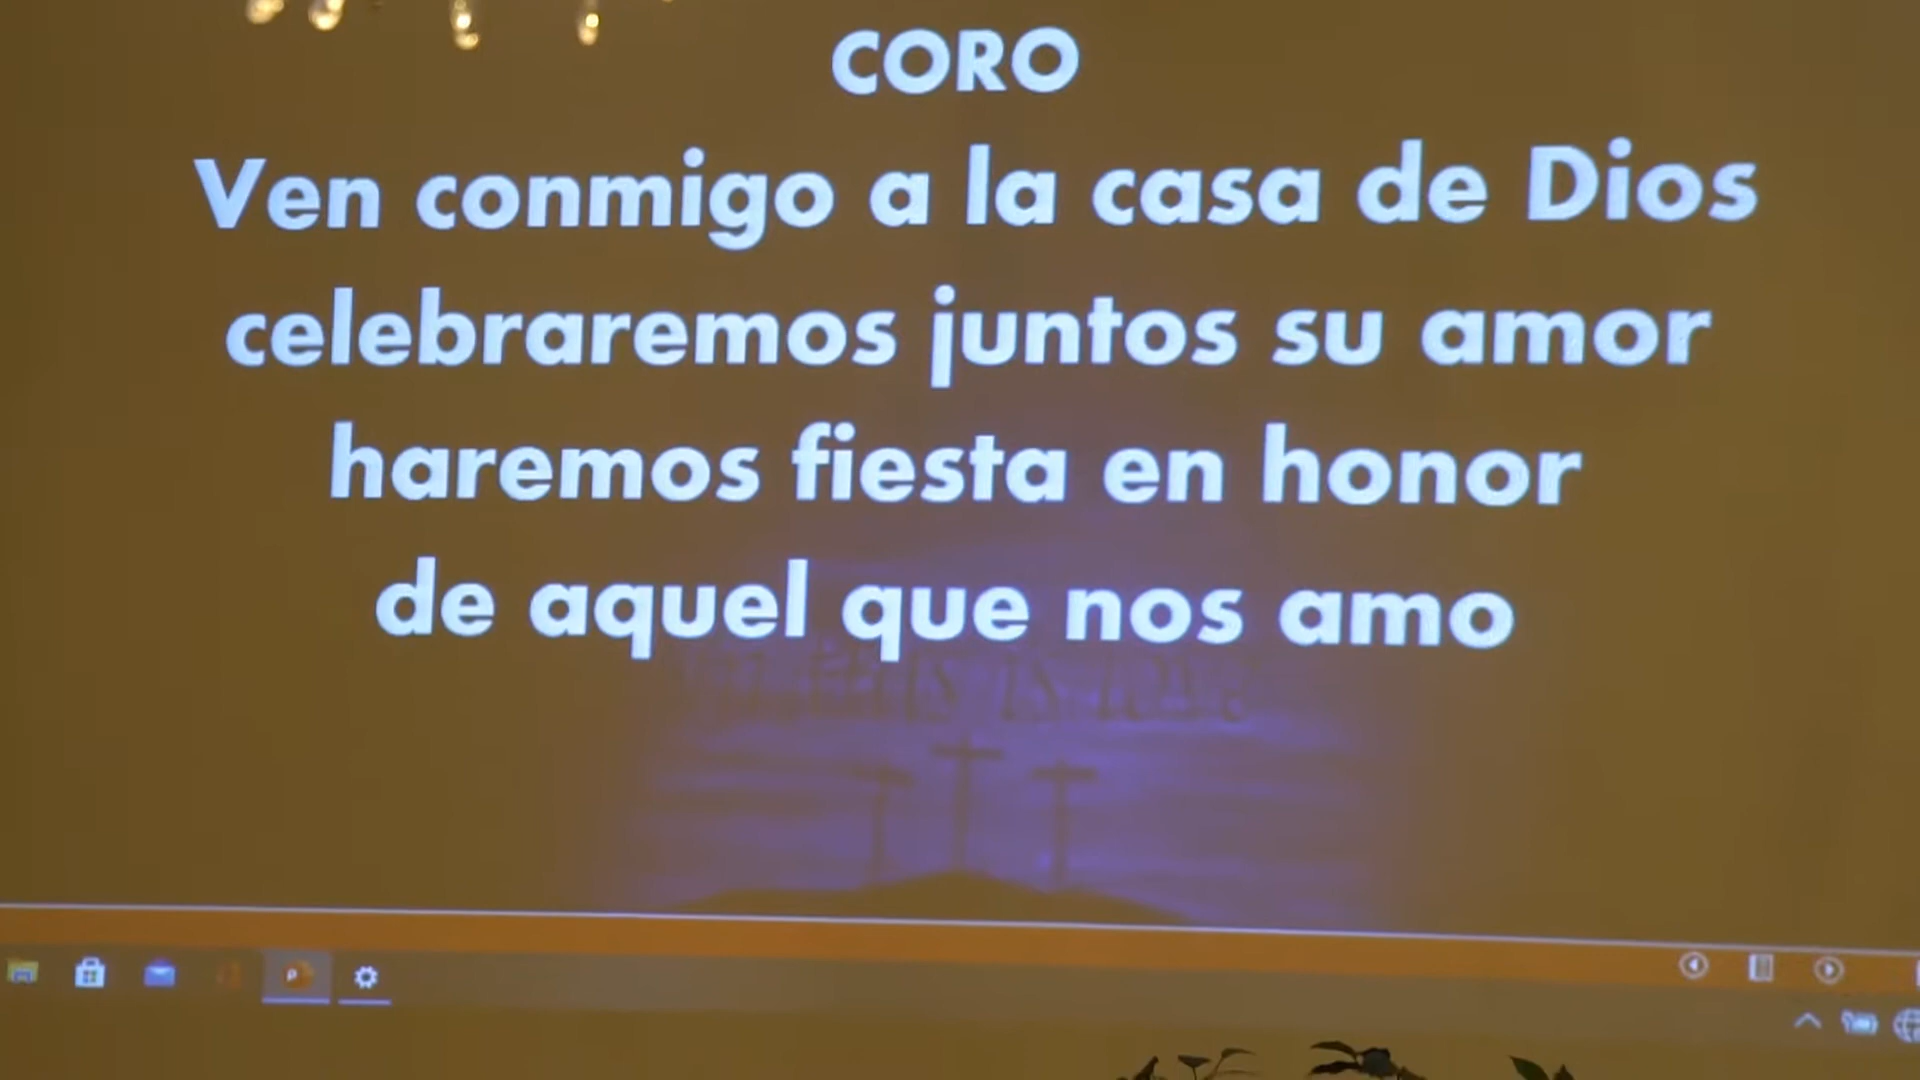 CORO
Ven conmigo a la casa de Dios
celebraremos juntos su amor
haremos fiesta en honor
de aquel que nos amo